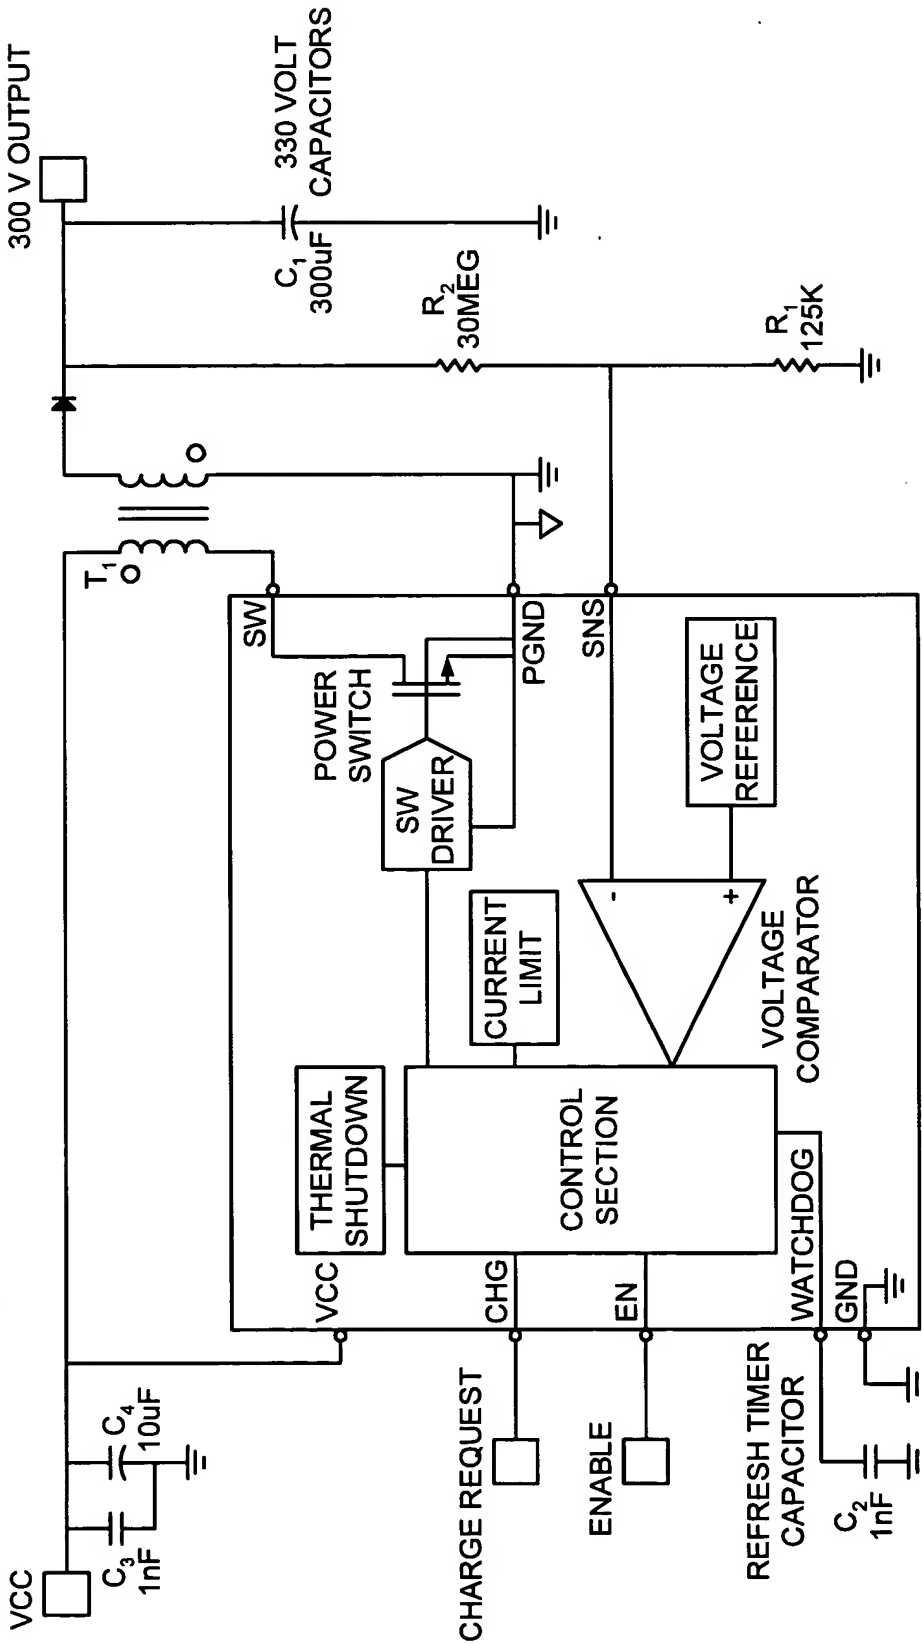 VCC
C3
1nF
C4
10uF
T1
300 V OUTPUT
C1
300uF
330 VOLT
CAPACITORS
R2
30MEG
R1
125K
VCC
THERMAL
SHUTDOWN
POWER
SWITCH
SW
SW
DRIVER
PGND
CHARGE REQUEST
CHG
CURRENT
LIMIT
CONTROL
SECTION
ENABLE
EN
SNS
VOLTAGE
REFERENCE
-
+
VOLTAGE
COMPARATOR
WATCHDOG
GND
REFRESH TIMER
CAPACITOR
C2
1nF